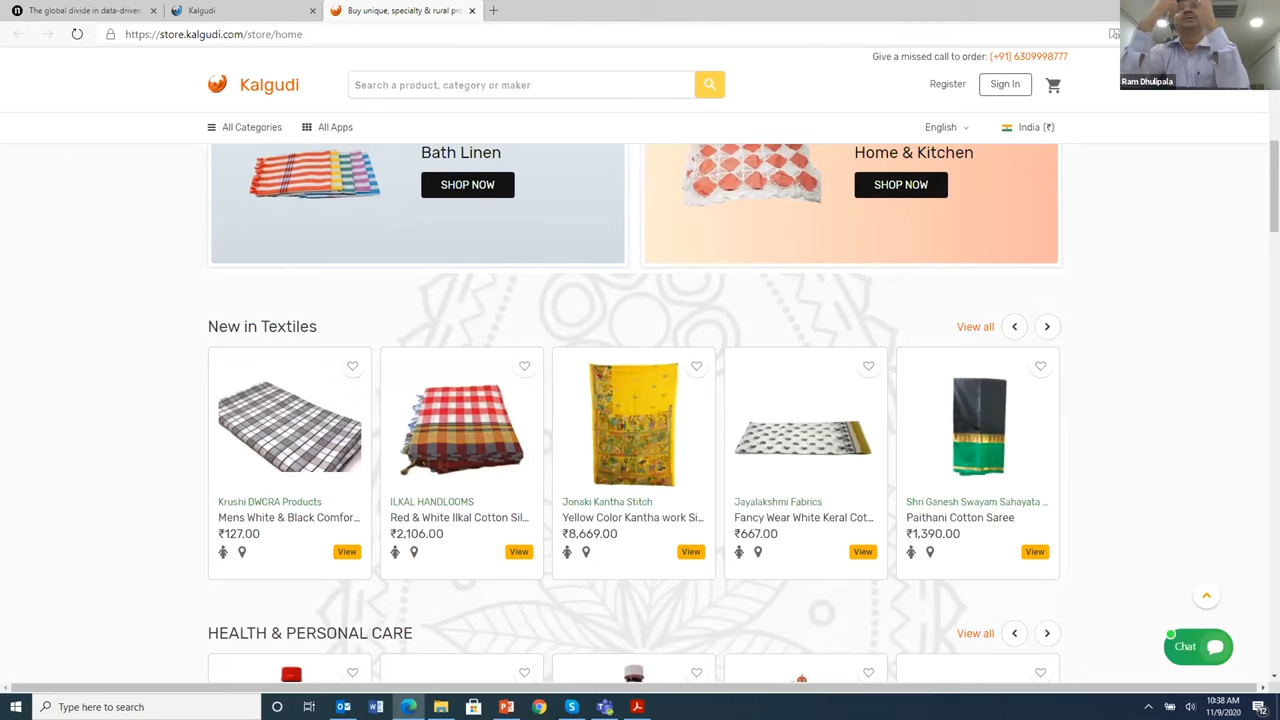 The global divide in data-driven
Kalgudi
Buy unique, specialty & rural pro
https://store.kalgudi.com/store/home
Ram Dhulipala
Give a missed call to order: (+91) 6309998777
Kalgudi
Search a product, category or maker
Register
Sign In
All Categories
All Apps
English
India (₹)
Bath Linen
SHOP NOW
Home & Kitchen
SHOP NOW
New in Textiles
View all
Krushi DWCRA Products
Mens White & Black Comfor...
₹127.00
View
ILKAL HANDLOOMS
Red & White Ilkal Cotton Sil...
₹2,106.00
View
Jonaki Kantha Stitch
Yellow Color Kantha work Si...
₹8,669.00
View
Jayalakshmi Fabrics
Fancy Wear White Keral Cot...
₹667.00
View
Shri Ganesh Swayam Sahayata ...
Paithani Cotton Saree
₹1,390.00
View
HEALTH & PERSONAL CARE
View all
Chat
Type here to search
10:38 AM
11/9/2020
12